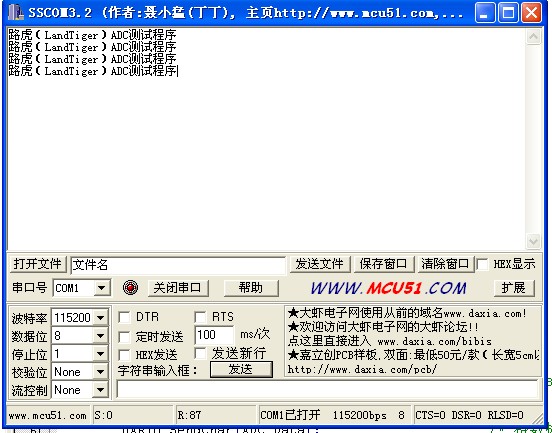 SSCOM3.2 (作者:聂小猛(丁丁), 主页http://www.mcu51.com,...
路虎(LandTiger)ADC测试程序
路虎(LandTiger)ADC测试程序
路虎(LandTiger)ADC测试程序
路虎(LandTiger)ADC测试程序
打开文件 文件名 发送文件 保存窗口 清除窗口 HEX显示
串口号 COM1 关闭串口 帮助 WWW.MCU51.COM 扩展
波特率 115200 DTR RTS
数据位 8 定时发送 100 ms/次
停止位 1 HEX发送 发送新行
校验位 None 字符串输入框: 发送
流控制 None
★大虾电子网使用从前的域名www.daxia.com!
★欢迎访问大虾电子网的大虾论坛!!
点这里直接进入 www.daxia.com/bibis
★嘉立创PCB样板,双面:最低50元/款(长宽5cm以
http://www.daxia.com/pcb/
www.mcu51.com S:0 R:87 COM1已打开 115200bps 8 CTS=0 DSR=0 RLSD=0